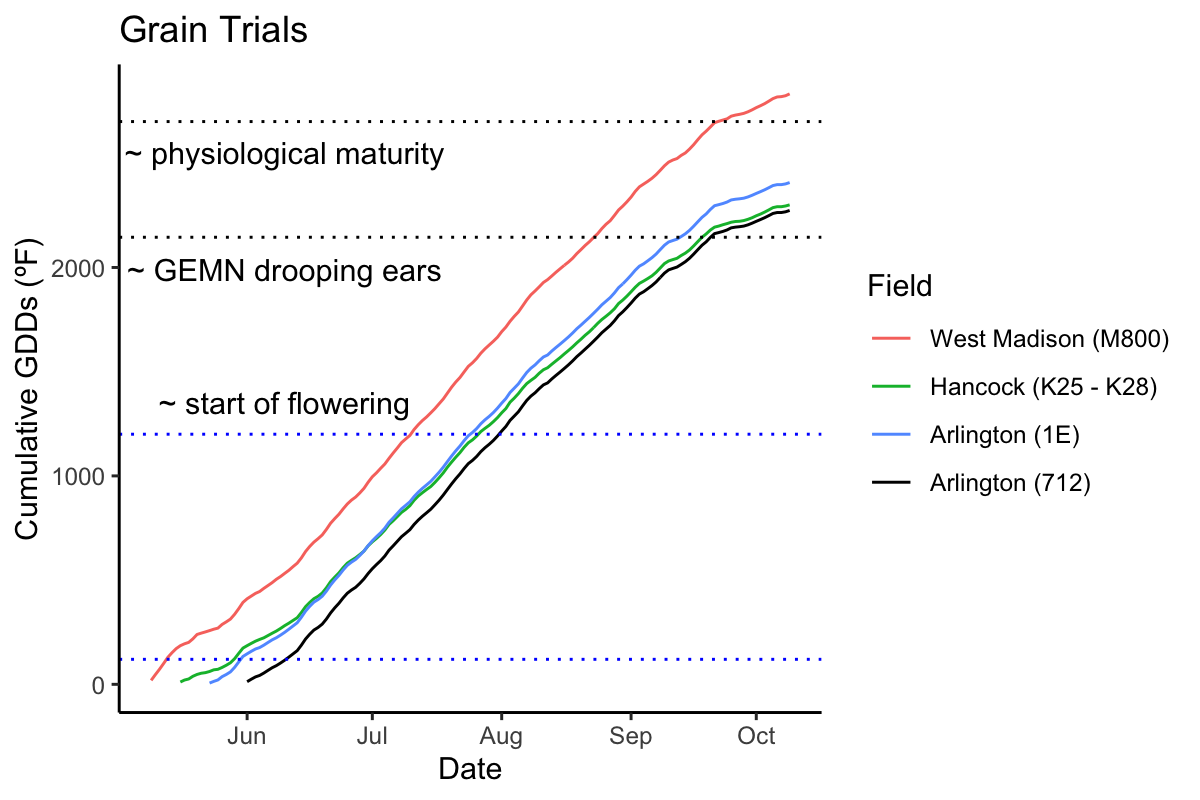 Grain Trials
~ physiological maturity
~ GEMN drooping ears
~ start of flowering
Cumulative GDDs (ºF)
2000
1000
0
Jun Jul Aug Sep Oct
Date
Field
West Madison (M800)
Hancock (K25 - K28)
Arlington (1E)
Arlington (712)